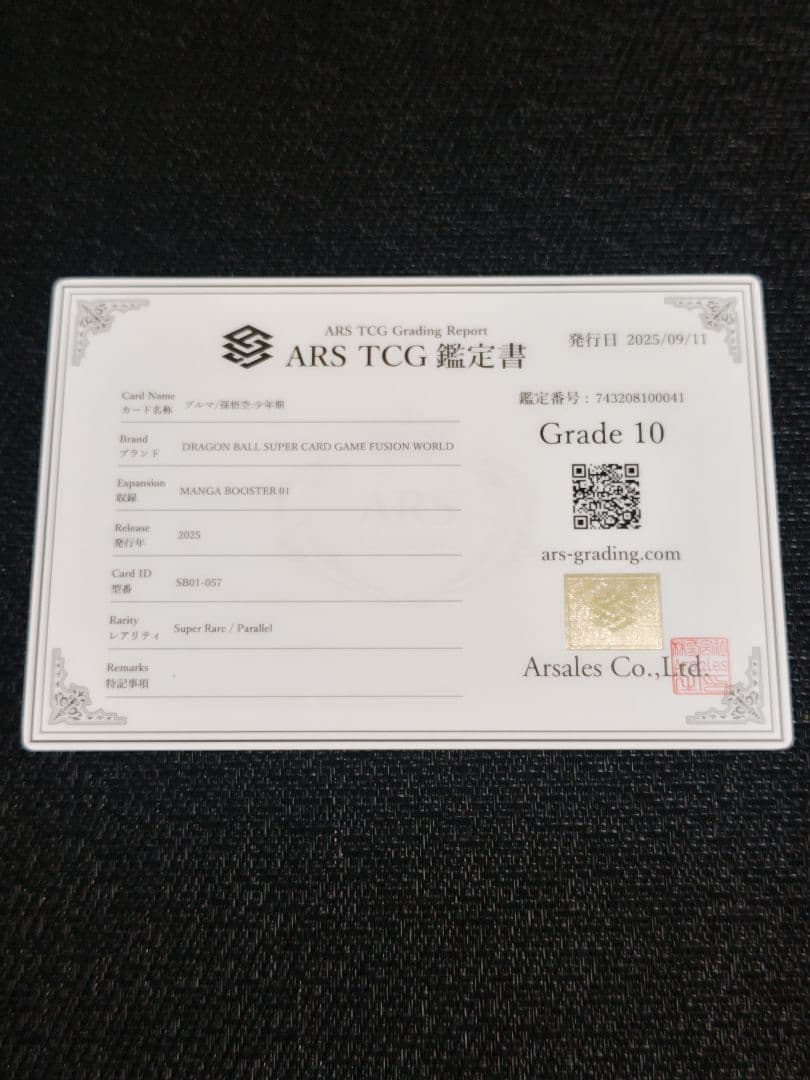 ARS TCG Grading Report
ARS TCG 鑑定書
発行日 2025/09/11
Card Name
カード名称
ブルマ/孫悟空:少年期
Brand
ブランド
DRAGON BALL SUPER CARD GAME FUSION WORLD
Expansion
収録
MANGA BOOSTER 01
Release
発行年
2025
Card ID
型番
SB01-057
Rarity
レアリティ
Super Rare / Parallel
Remarks
特記事項
-
鑑定番号 : 743208100041
Grade 10
ars-grading.com
Arsales Co.,Ltd.
ARS